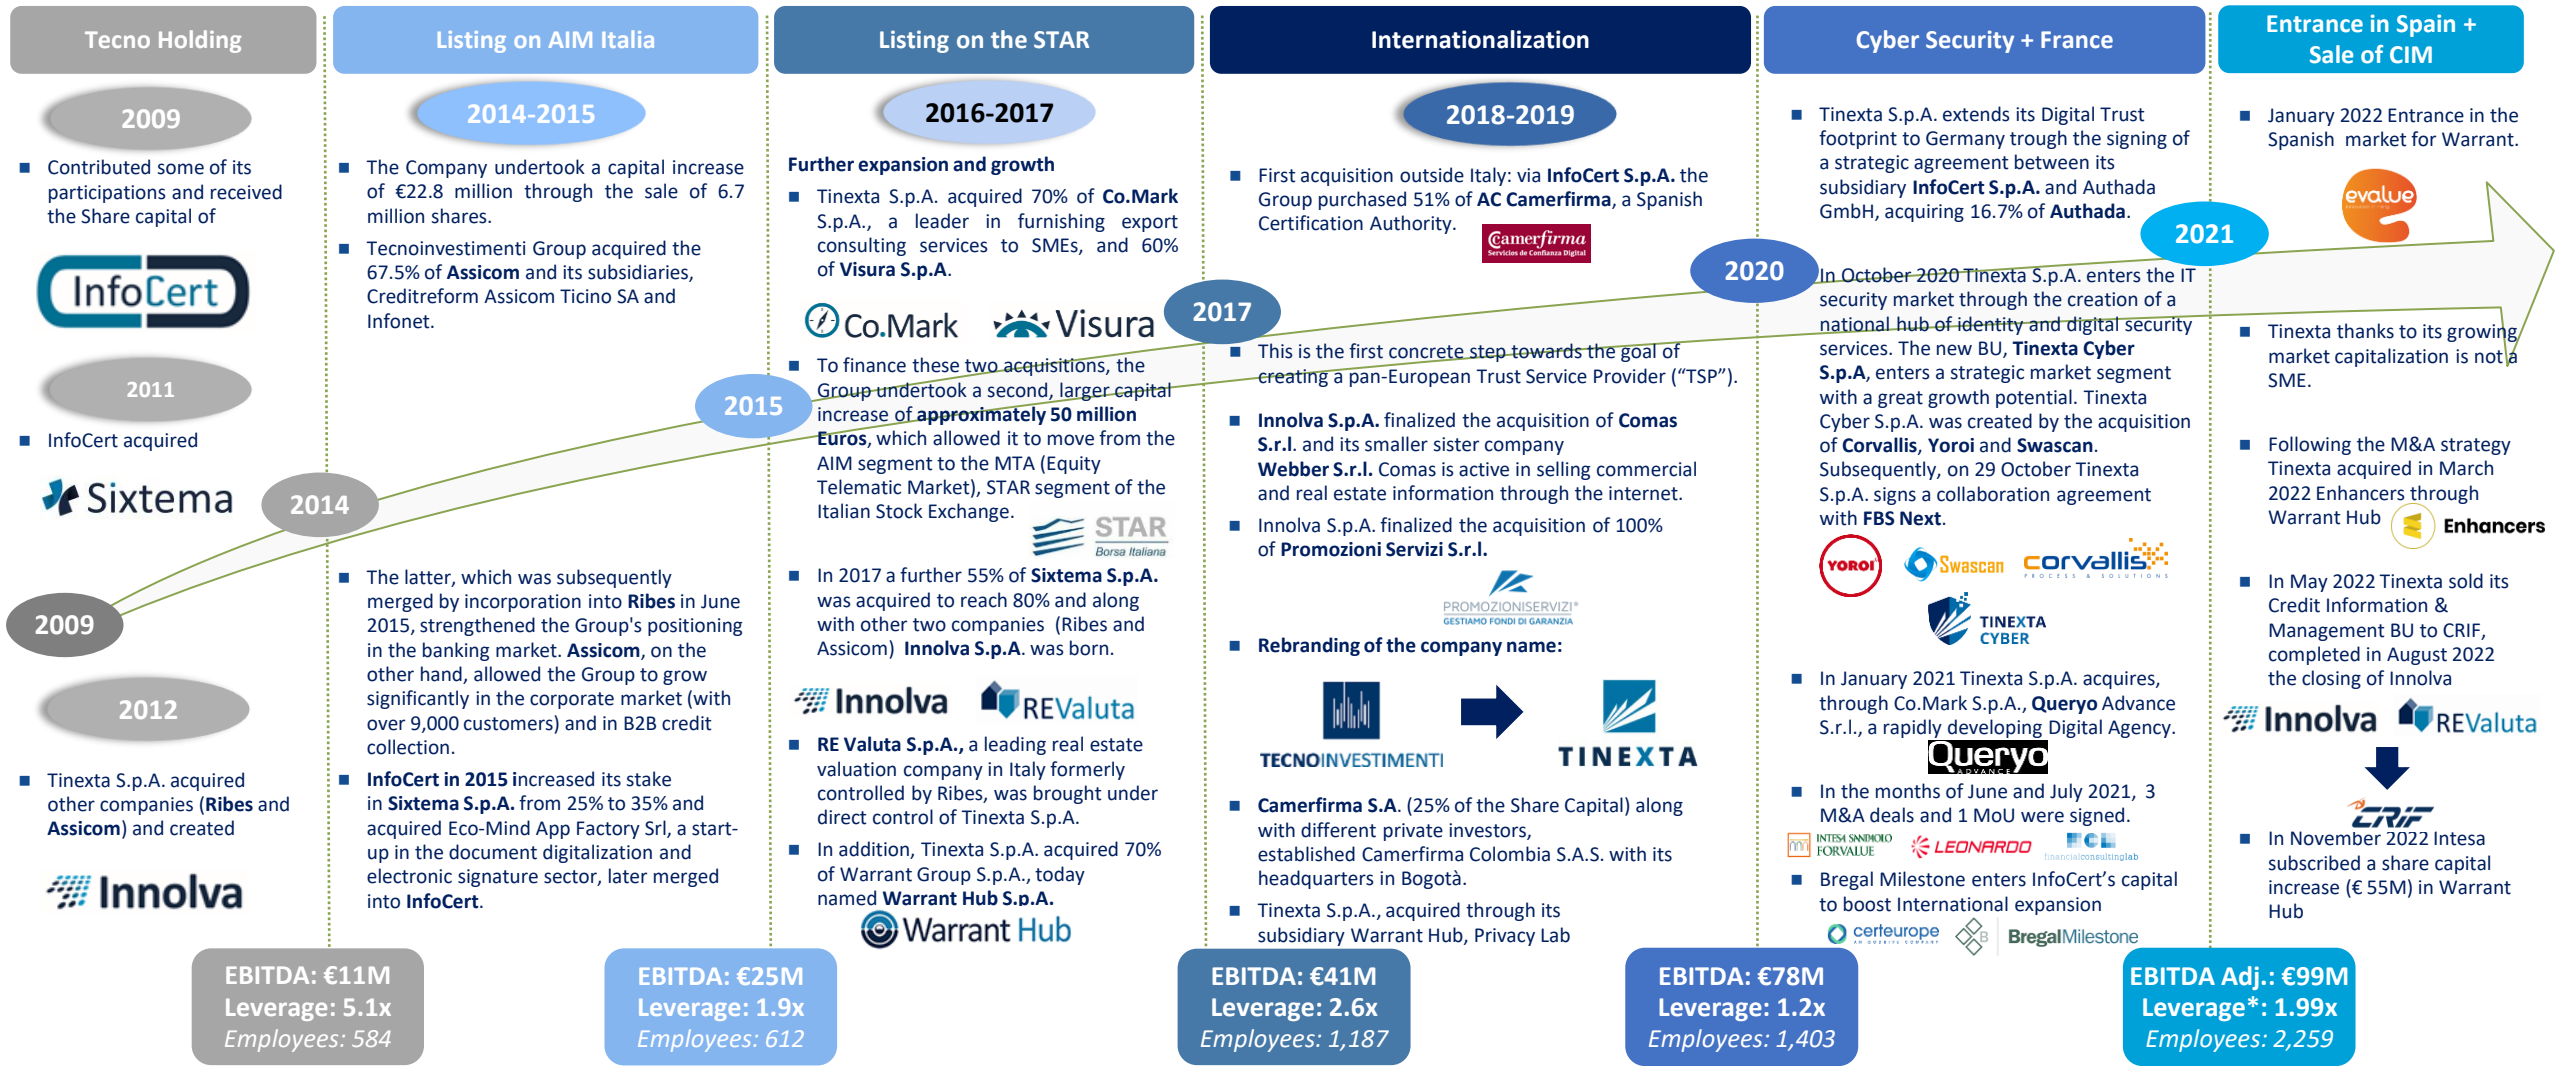 Tecno Holding
2009
Contributed some of its
participations and received
the Share capital of
InfoCert
2011
InfoCert acquired
Sixtema
2009
2012
Tinexta S.p.A. acquired
other companies (Ribes and
Assicom) and created
Innolva
EBITDA: €11M
Leverage: 5.1x
Employees: 584
Listing on AIM Italia
2014-2015
The Company undertook a capital increase
of €22.8 million through the sale of 6.7
million shares.
Tecnoinvestimenti Group acquired the
67.5% of Assicom and its subsidiaries,
Creditreform Assicom Ticino SA and
Infonet.
2014
The latter, which was subsequently
merged by incorporation into Ribes in June
2015, strengthened the Group's positioning
in the banking market. Assicom, on the
other hand, allowed the Group to grow
significantly in the corporate market (with
over 9,000 customers) and in B2B credit
collection.
InfoCert in 2015 increased its stake
in Sixtema S.p.A. from 25% to 35% and
acquired Eco-Mind App Factory Srl, a start-
up in the document digitalization and
electronic signature sector, later merged
into InfoCert.
EBITDA: €25M
Leverage: 1.9x
Employees: 612
Listing on the STAR
2016-2017
Further expansion and growth
Tinexta S.p.A. acquired 70% of Co.Mark
S.p.A., a leader in furnishing export
consulting services to SMEs, and 60%
of Visura S.p.A.
Co.Mark
Visura
2015
To finance these two acquisitions, the
Group undertook a second, larger capital
increase of approximately 50 million
Euros, which allowed it to move from the
AIM segment to the MTA (Equity
Telematic Market), STAR segment of the
Italian Stock Exchange.
STAR
Borsa Italiana
In 2017 a further 55% of Sixtema S.p.A.
was acquired to reach 80% and along
with other two companies (Ribes and
Assicom) Innolva S.p.A. was born.
Innolva
REValuta
RE Valuta S.p.A., a leading real estate
valuation company in Italy formerly
controlled by Ribes, was brought under
direct control of Tinexta S.p.A.
In addition, Tinexta S.p.A. acquired 70%
of Warrant Group S.p.A., today
named Warrant Hub S.p.A.
Warrant Hub
EBITDA: €41M
Leverage: 2.6x
Employees: 1,187
Internationalization
2018-2019
First acquisition outside Italy: via InfoCert S.p.A. the
Group purchased 51% of AC Camerfirma, a Spanish
Certification Authority.
Camerfirma
Servicios de Confianza Digital
2017
This is the first concrete step towards the goal of
creating a pan-European Trust Service Provider (“TSP”).
Innolva S.p.A. finalized the acquisition of Comas
S.r.l. and its smaller sister company
Webber S.r.l. Comas is active in selling commercial
and real estate information through the internet.
Innolva S.p.A. finalized the acquisition of 100%
of Promozioni Servizi S.r.l.
PROMOZIONISERVIZI®
GESTIAMO FONDI DI GARANZIA
Rebranding of the company name:
TECNOINVESTIMENTI
TINEXTA
Camerfirma S.A. (25% of the Share Capital) along
with different private investors,
established Camerfirma Colombia S.A.S. with its
headquarters in Bogotà.
Tinexta S.p.A., acquired through its
subsidiary Warrant Hub, Privacy Lab
EBITDA: €78M
Leverage: 1.2x
Employees: 1,403
Cyber Security + France
Tinexta S.p.A. extends its Digital Trust
footprint to Germany trough the signing of
a strategic agreement between its
subsidiary InfoCert S.p.A. and Authada
GmbH, acquiring 16.7% of Authada.
2020
In October 2020 Tinexta S.p.A. enters the IT
security market through the creation of a
national hub of identity and digital security
services. The new BU, Tinexta Cyber
S.p.A, enters a strategic market segment
with a great growth potential. Tinexta
Cyber S.p.A. was created by the acquisition
of Corvallis, Yoroi and Swascan.
Subsequently, on 29 October Tinexta
S.p.A. signs a collaboration agreement
with FBS Next.
YOROI
Swascan
corvallis
PROCESS & SOLUTIONS
TINEXTA
CYBER
In January 2021 Tinexta S.p.A. acquires,
through Co.Mark S.p.A., Queryo Advance
S.r.l., a rapidly developing Digital Agency.
Queryo
ADVANCE
In the months of June and July 2021, 3
M&A deals and 1 MoU were signed.
INTESA SANPAOLO
FORVALUE
LEONARDO
FCL
financialconsultinglab
Bregal Milestone enters InfoCert’s capital
to boost International expansion
certeurope
B
BregalMilestone
Entrance in Spain +
Sale of CIM
January 2022 Entrance in the
Spanish market for Warrant.
evalue
2021
Tinexta thanks to its growing
market capitalization is not a
SME.
Following the M&A strategy
Tinexta acquired in March
2022 Enhancers through
Warrant Hub
Enhancers
In May 2022 Tinexta sold its
Credit Information &
Management BU to CRIF,
completed in August 2022
the closing of Innolva
Innolva
REValuta
CRIF
In November 2022 Intesa
subscribed a share capital
increase (€ 55M) in Warrant
Hub
EBITDA Adj.: €99M
Leverage*: 1.99x
Employees: 2,259